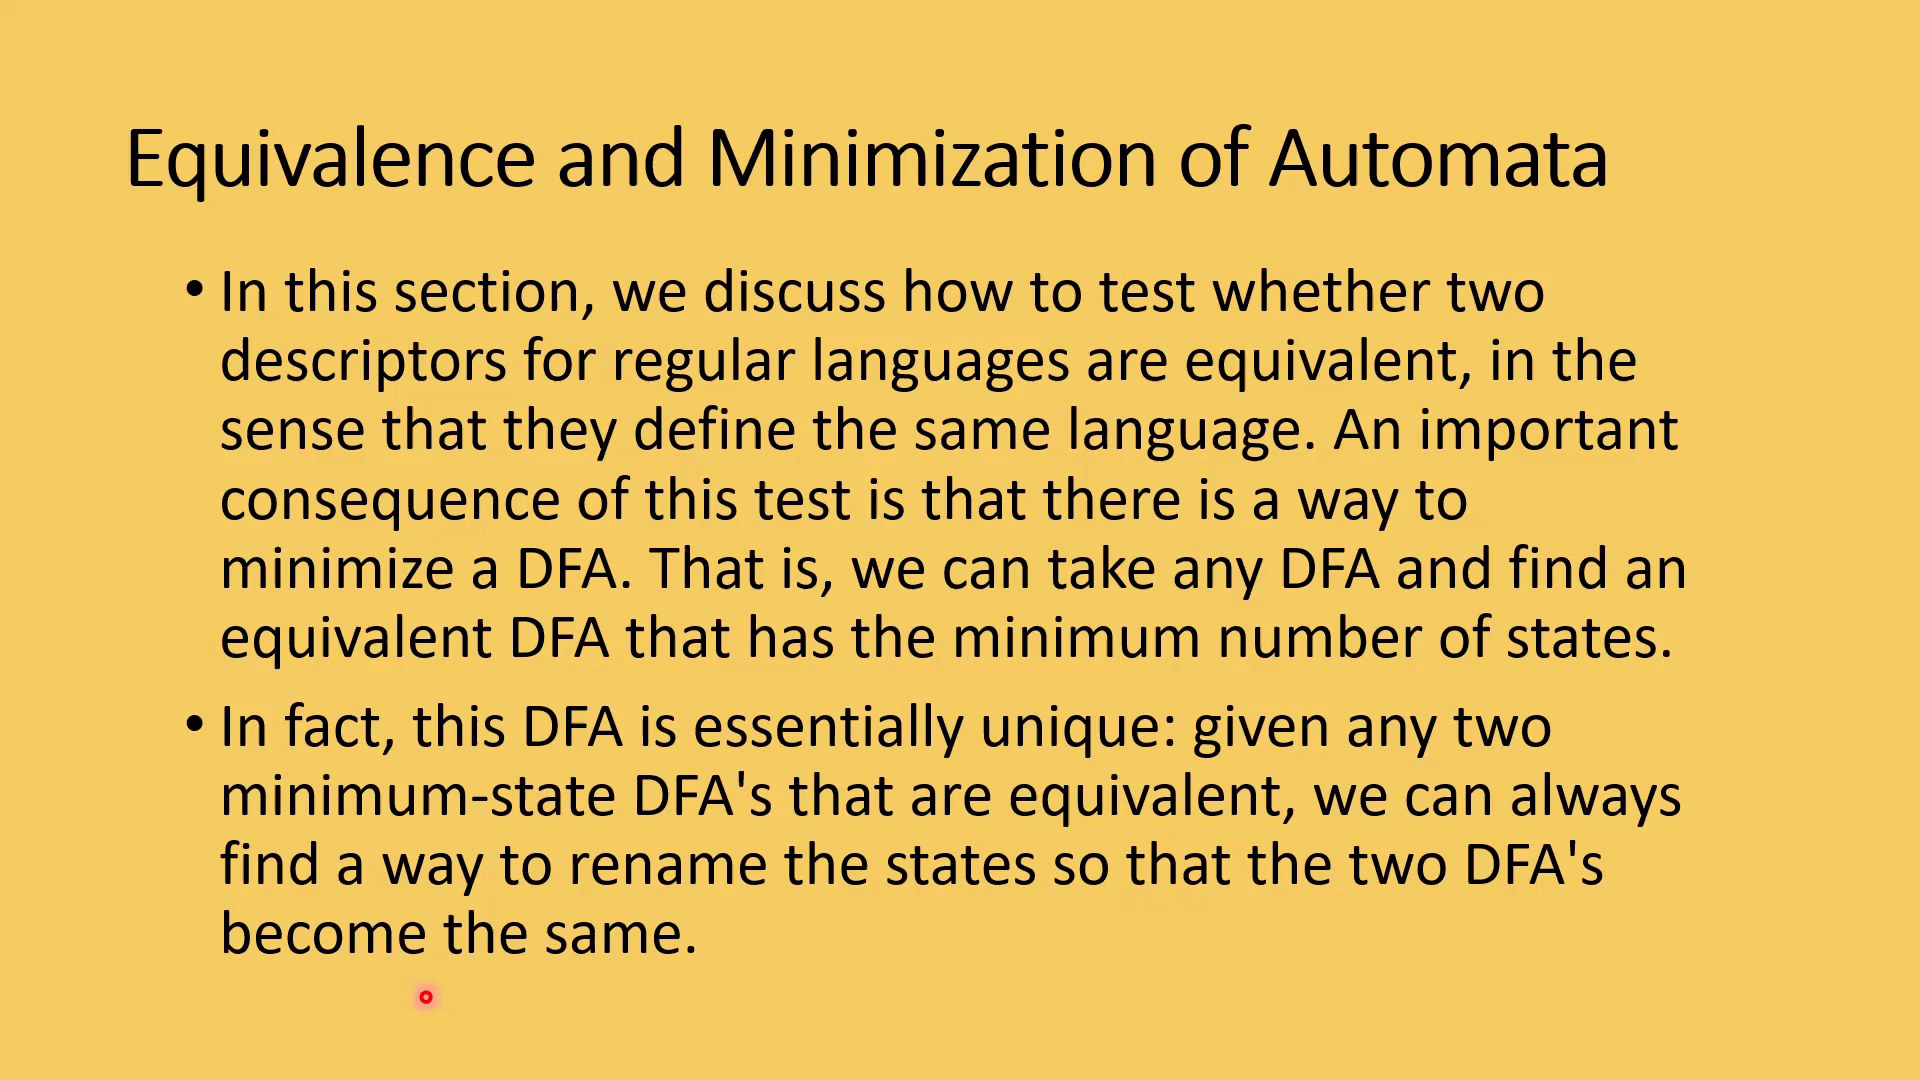 Equivalence and Minimization of Automata
• In this section, we discuss how to test whether two
descriptors for regular languages are equivalent, in the
sense that they define the same language. An important
consequence of this test is that there is a way to
minimize a DFA. That is, we can take any DFA and find an
equivalent DFA that has the minimum number of states.
• In fact, this DFA is essentially unique: given any two
minimum-state DFA's that are equivalent, we can always
find a way to rename the states so that the two DFA's
become the same.